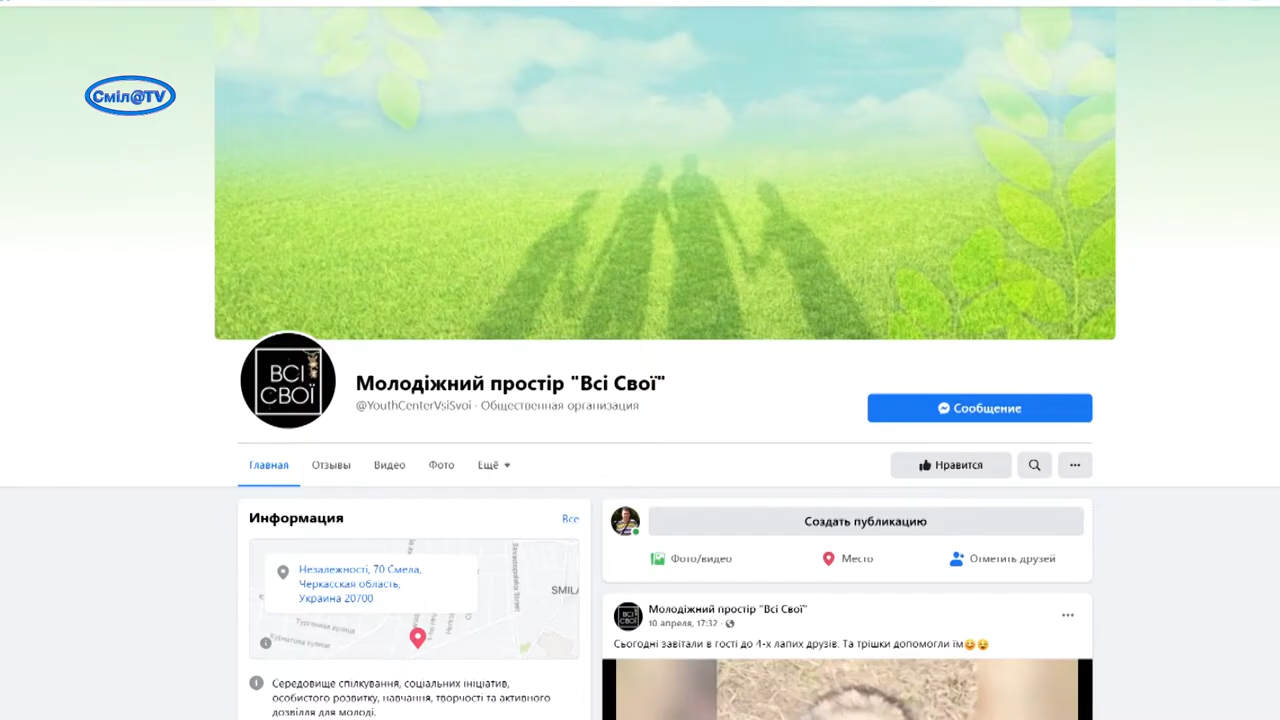 Сміл@TV
ВСІ
СВОЇ
Молодіжний простір "Всі Свої"
@YouthCenterVsiSvoi · Общественная организация
Сообщение
Главная
Отзывы
Видео
Фото
Ещё
Нравится
Информация
Все
Незалежності, 70 Смела,
Черкасская область,
Украина 20700
SMILA
Середовище спілкування, соціальних ініціатив,
особистого розвитку, навчання, творчості та активного
дозвілля для молоді.
Создать публикацию
Фото/видео
Место
Отметить друзей
ВСІ
СВОЇ
Молодіжний простір "Всі Свої"
10 апреля, 17:32 ·
Сьогодні завітали в гості до 4-х лапих друзів. Та трішки допомогли їм